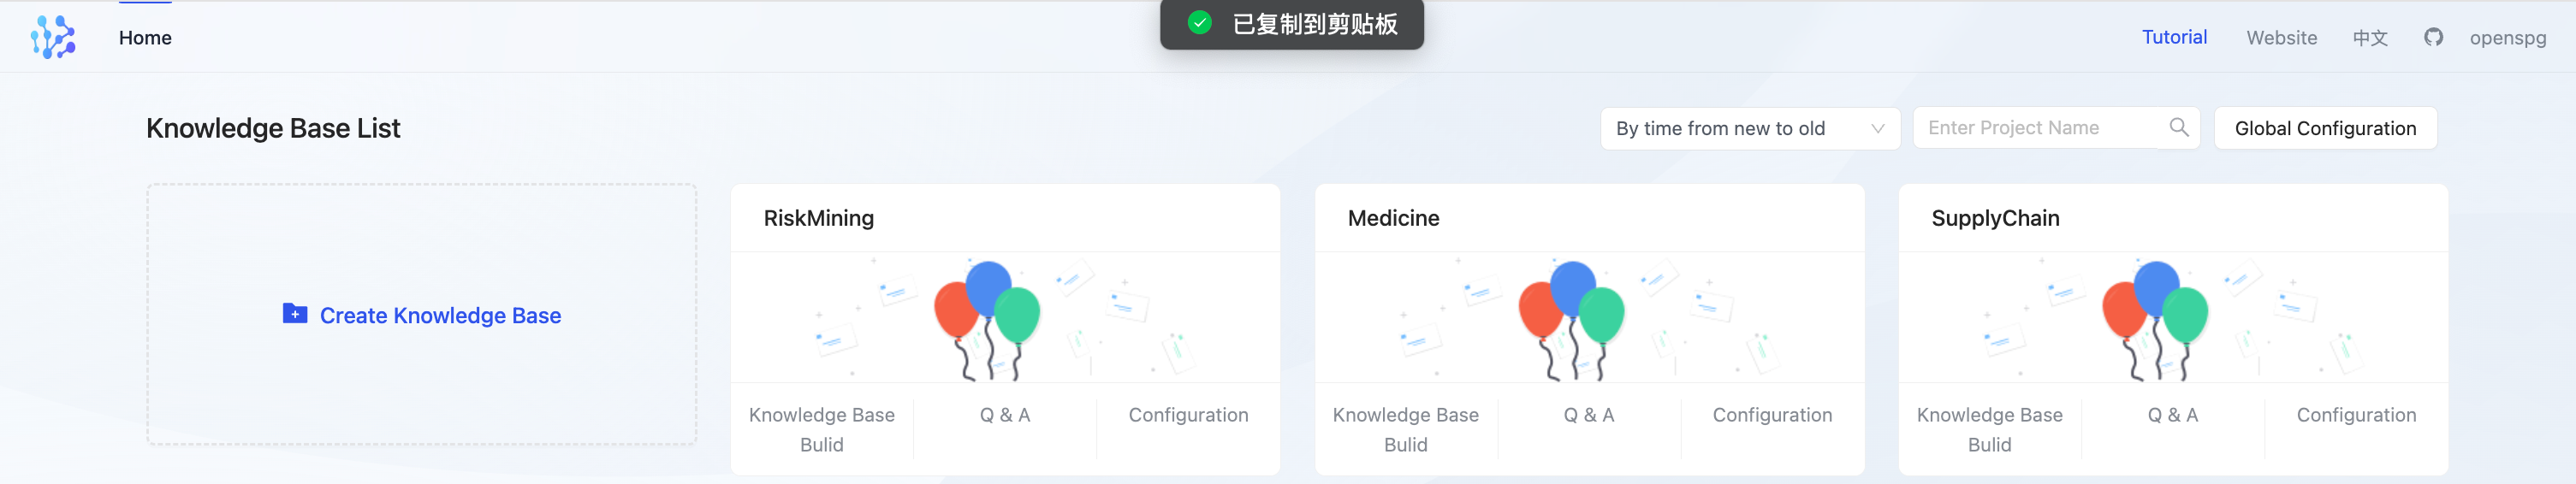 Home
已复制到剪贴板
Tutorial
Website
中文
openspg
Knowledge Base List
By time from new to old
Enter Project Name
Global Configuration
Create Knowledge Base
RiskMining
Knowledge Base
Bulid
Q & A
Configuration
Medicine
Knowledge Base
Bulid
Q & A
Configuration
SupplyChain
Knowledge Base
Bulid
Q & A
Configuration